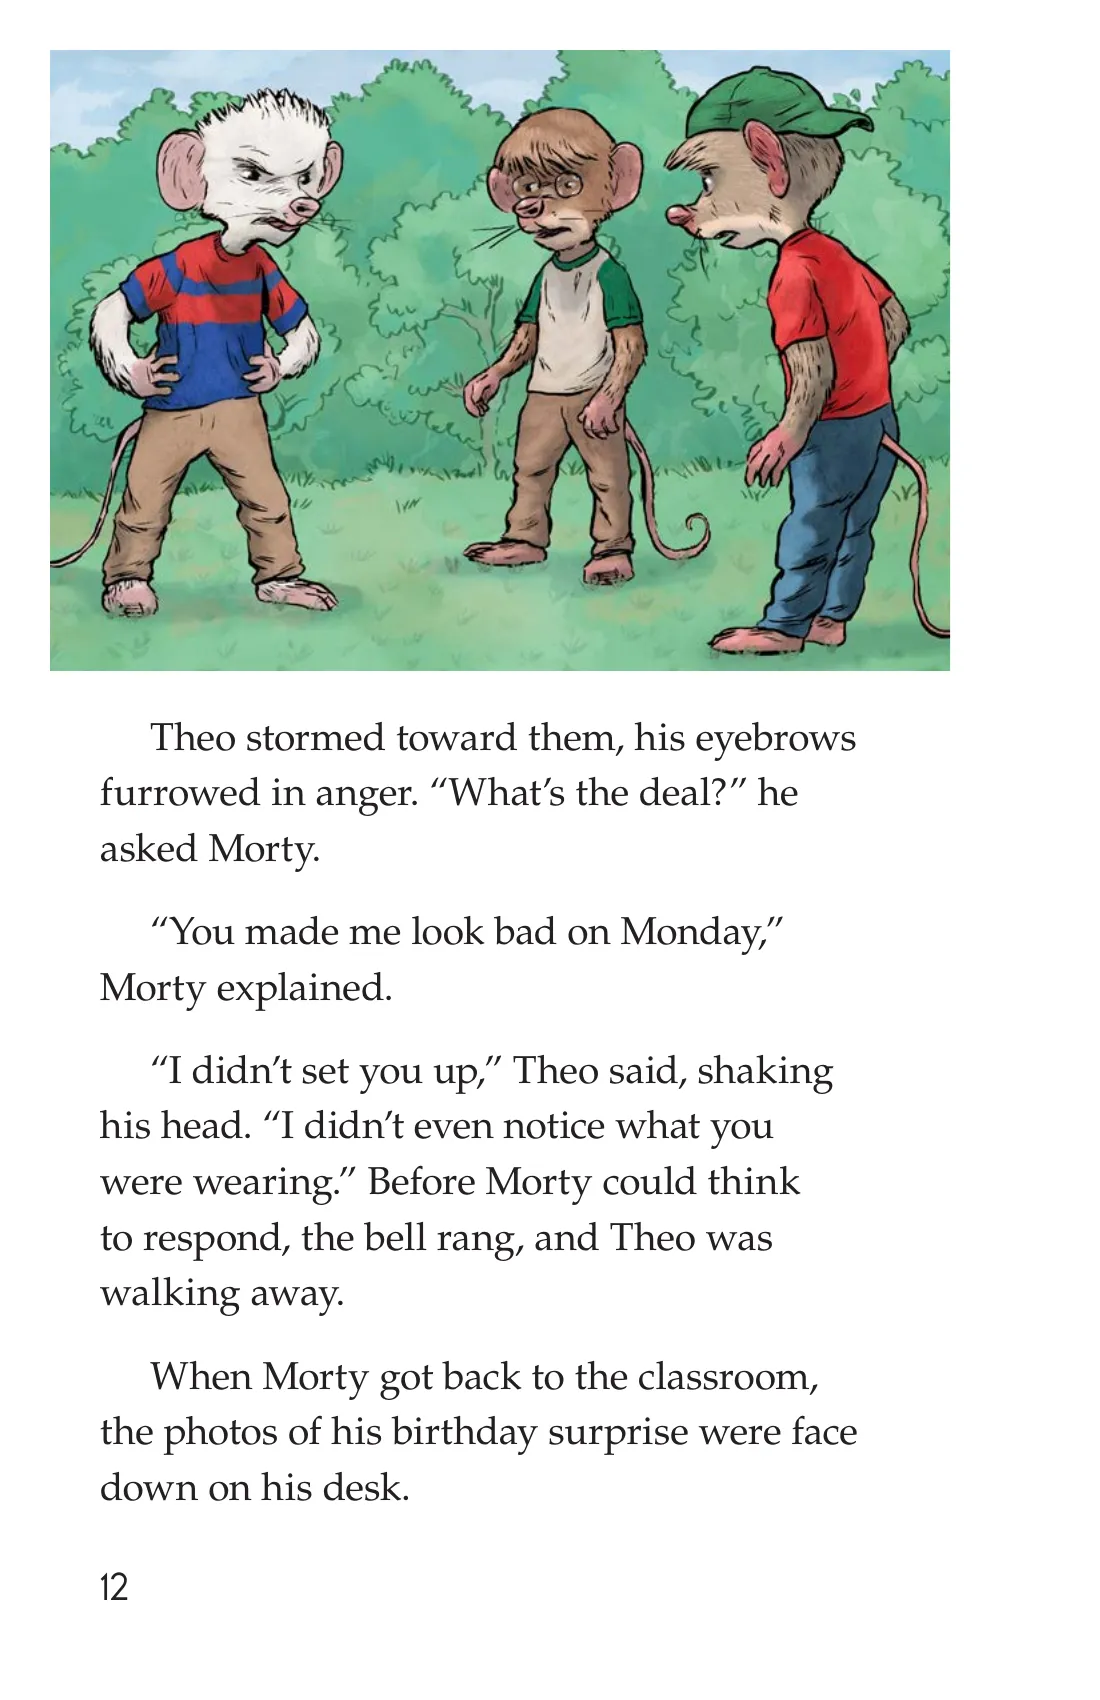 Theo stormed toward them, his eyebrows
furrowed in anger. “What’s the deal?” he
asked Morty.
“You made me look bad on Monday,”
Morty explained.
“I didn’t set you up,” Theo said, shaking
his head. “I didn’t even notice what you
were wearing.” Before Morty could think
to respond, the bell rang, and Theo was
walking away.
When Morty got back to the classroom,
the photos of his birthday surprise were face
down on his desk.
12